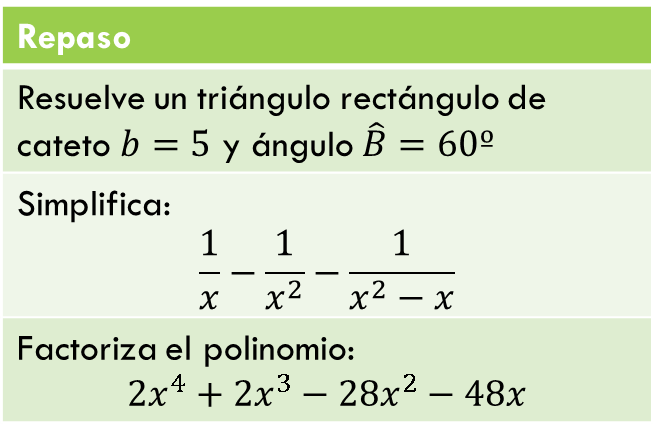 Repaso
Resuelve un triángulo rectángulo de
cateto b = 5 y ángulo B̂ = 60º
Simplifica:
1/x − 1/x² − 1/(x² − x)
Factoriza el polinomio:
2x⁴ + 2x³ − 28x² − 48x